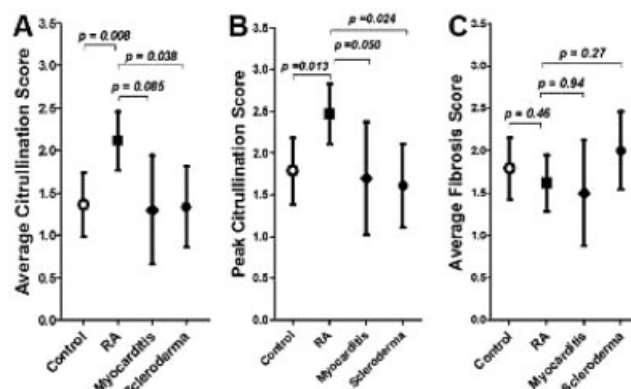 A
Average Citrullination Score
3.5
3.0
2.5
2.0
1.5
1.0
0.5
0.0
p = 0.008
p = 0.038
p = 0.085
Control
RA
Myocarditis
Scleroderma
B
Peak Citrullination Score
3.5
3.0
2.5
2.0
1.5
1.0
0.5
0.0
p =0.024
p =0.050
p =0.013
Control
RA
Myocarditis
Scleroderma
C
Average Fibrosis Score
3.5
3.0
2.5
2.0
1.5
1.0
0.5
0.0
p = 0.27
p = 0.94
p = 0.46
Control
RA
Myocarditis
Scleroderma